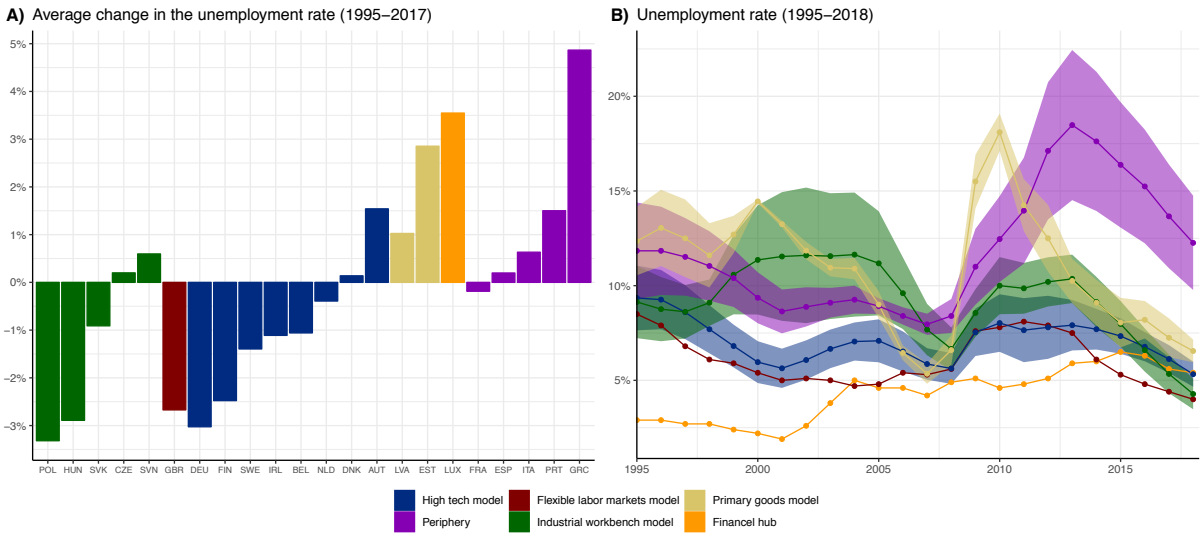 A) Average change in the unemployment rate (1995−2017)
5%
4%
3%
2%
1%
0%
−1%
−2%
−3%
POL HUN SVK CZE SVN GBR DEU FIN SWE IRL BEL NLD DNK AUT LVA EST LUX FRA ESP ITA PRT GRC
B) Unemployment rate (1995−2018)
20%
15%
10%
5%
1995 2000 2005 2010 2015
High tech model Flexible labor markets model Primary goods model
Periphery Industrial workbench model Financel hub